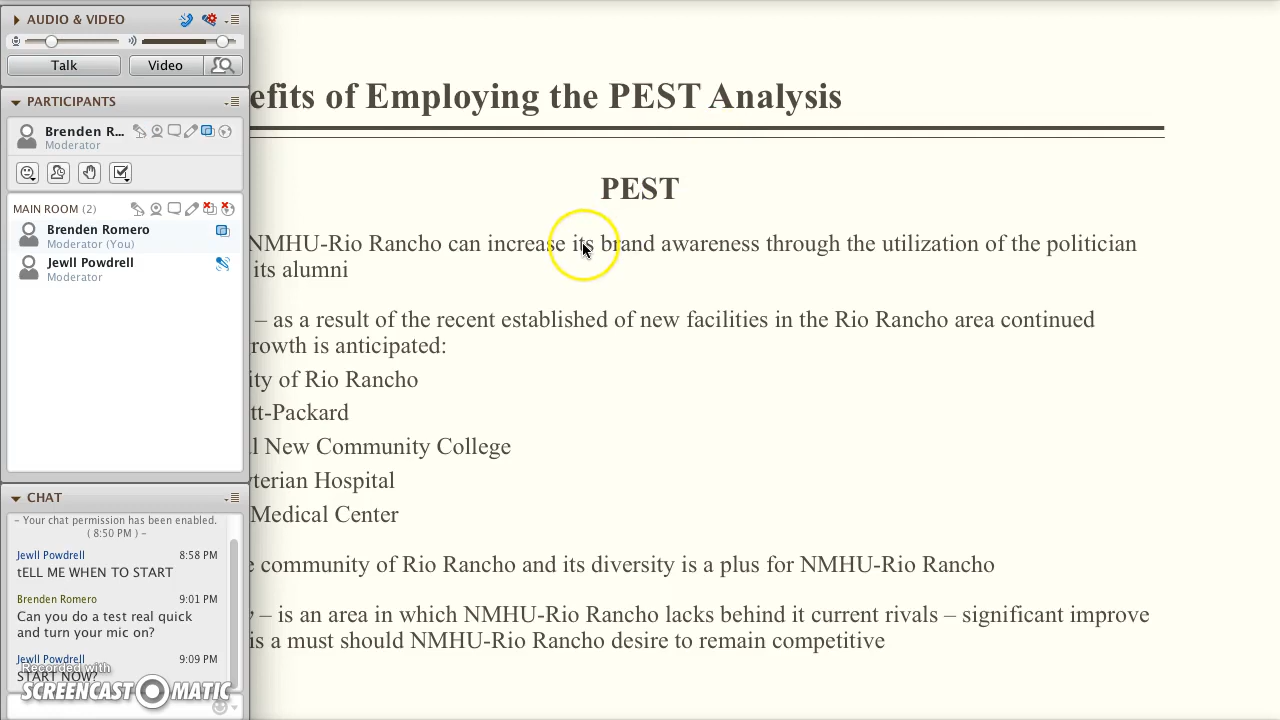 AUDIO & VIDEO
Talk
Video
PARTICIPANTS
Brenden R...
Moderator
MAIN ROOM (2)
Brenden Romero
Moderator (You)
Jewll Powdrell
Moderator
CHAT
– Your chat permission has been enabled.
( 8:50 PM ) –
Jewll Powdrell 8:58 PM
tELL ME WHEN TO START
Brenden Romero 9:01 PM
Can you do a test real quick
and turn your mic on?
Jewll Powdrell 9:09 PM
START NOW?
Recorded with
SCREENCAST-O-MATIC
efits of Employing the PEST Analysis
PEST
NMHU-Rio Rancho can increase its brand awareness through the utilization of the politician
its alumni
– as a result of the recent established of new facilities in the Rio Rancho area continued
rowth is anticipated:
ity of Rio Rancho
tt-Packard
l New Community College
terian Hospital
Medical Center
e community of Rio Rancho and its diversity is a plus for NMHU-Rio Rancho
– is an area in which NMHU-Rio Rancho lacks behind it current rivals – significant improve
is a must should NMHU-Rio Rancho desire to remain competitive